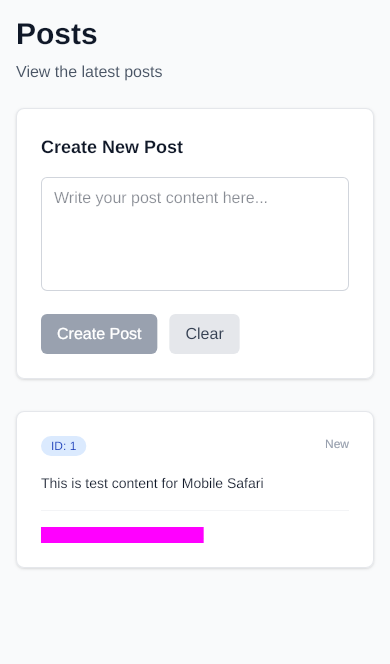 Posts
View the latest posts
Create New Post
Write your post content here...
Create Post
Clear
ID: 1
New
This is test content for Mobile Safari